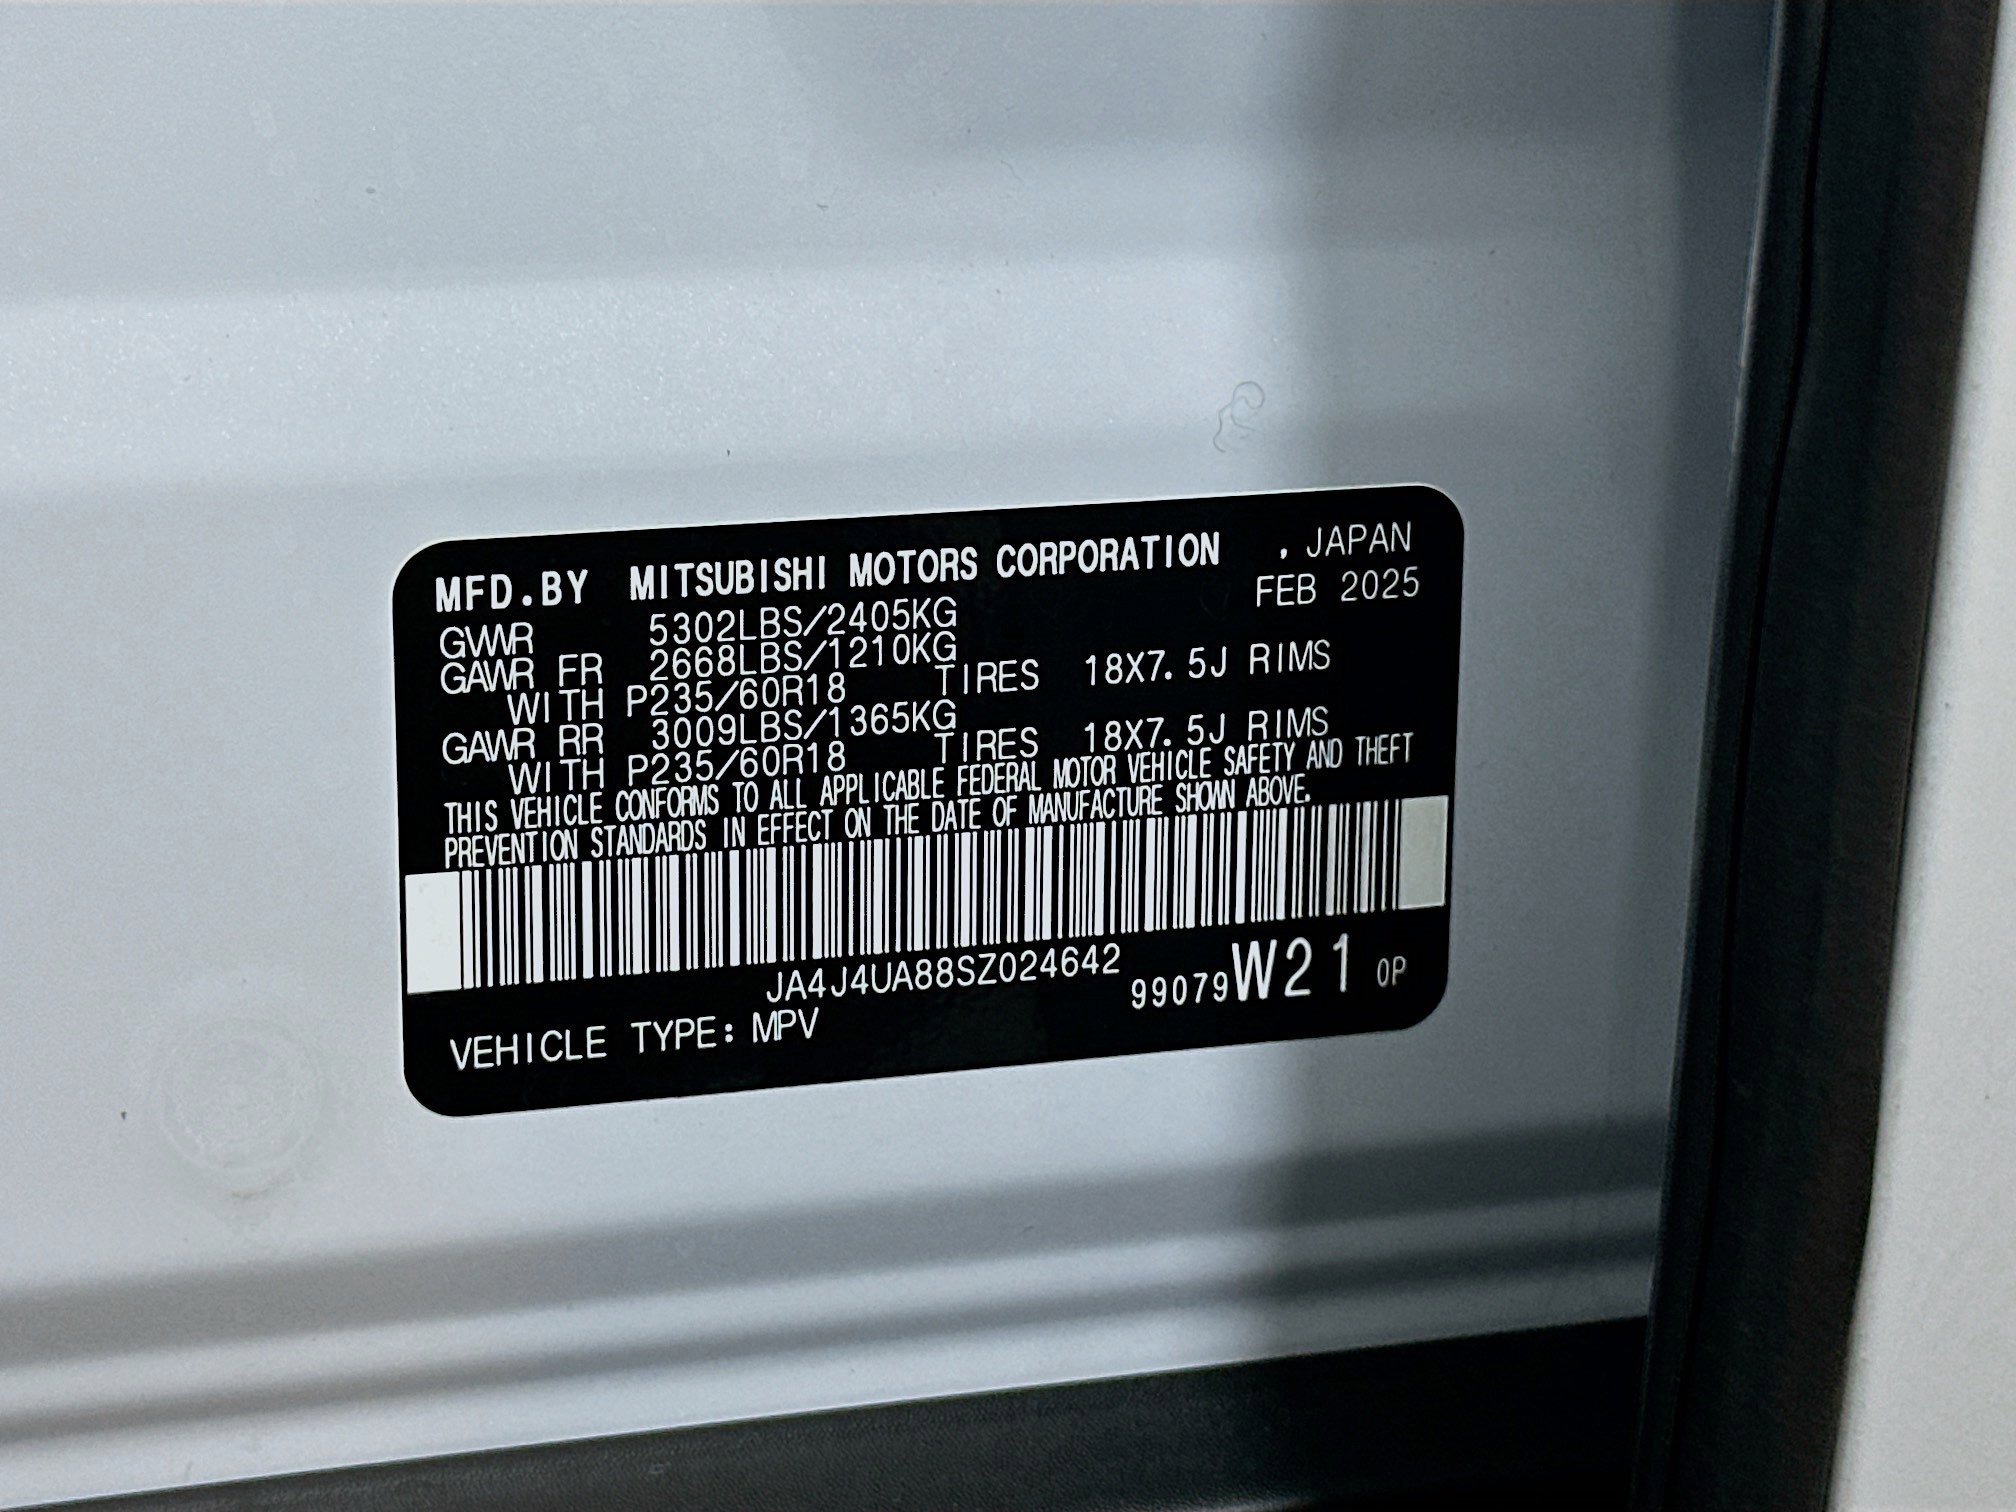 MFD.BY MITSUBISHI MOTORS CORPORATION , JAPAN
GVWR 5302LBS/2405KG FEB 2025
GAWR FR 2668LBS/1210KG
WITH P235/60R18 TIRES 18X7.5J RIMS
GAWR RR 3009LBS/1365KG
WITH P235/60R18 TIRES 18X7.5J RIMS
THIS VEHICLE CONFORMS TO ALL APPLICABLE FEDERAL MOTOR VEHICLE SAFETY AND THEFT
PREVENTION STANDARDS IN EFFECT ON THE DATE OF MANUFACTURE SHOWN ABOVE.
JA4J4UA88SZ024642
99079W21 0P
VEHICLE TYPE: MPV